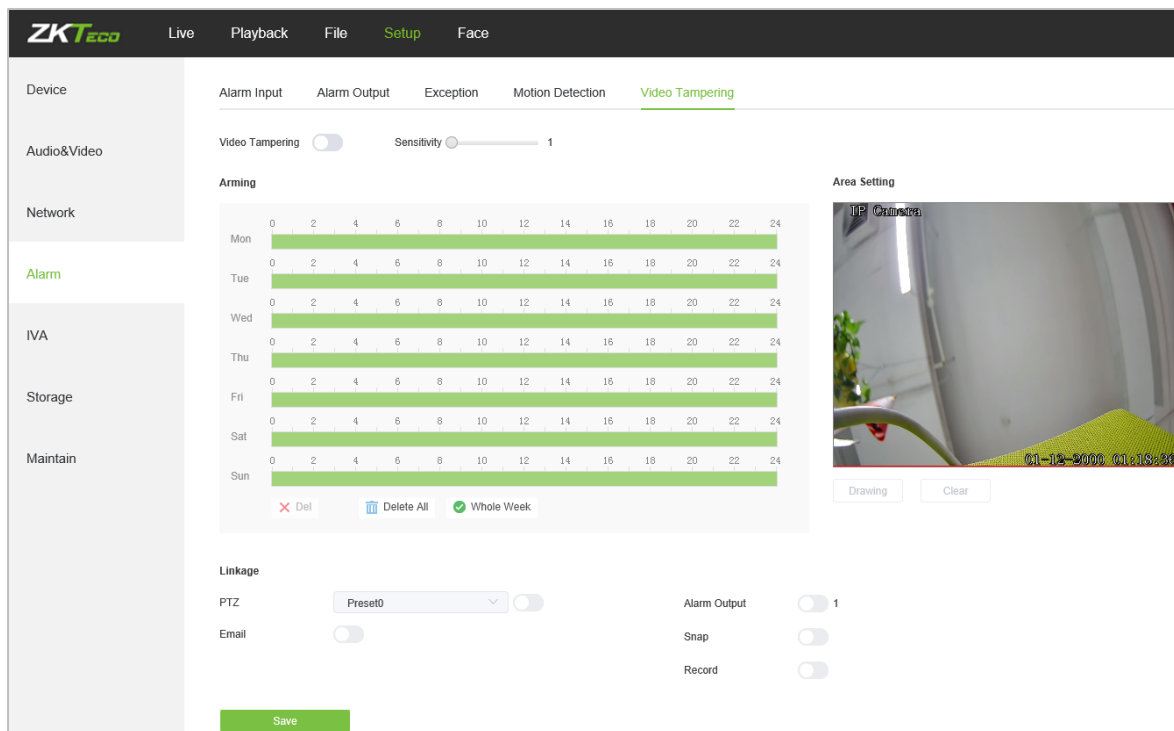 ZKTECO Live Playback File Setup Face
Device
Audio&Video
Network
Alarm
IVA
Storage
Maintain
Alarm Input Alarm Output Exception Motion Detection Video Tampering
Video Tampering Sensitivity 1
Arming
0 2 4 6 8 10 12 14 16 18 20 22 24
Mon
0 2 4 6 8 10 12 14 16 18 20 22 24
Tue
0 2 4 6 8 10 12 14 16 18 20 22 24
Wed
0 2 4 6 8 10 12 14 16 18 20 22 24
Thu
0 2 4 6 8 10 12 14 16 18 20 22 24
Fri
0 2 4 6 8 10 12 14 16 18 20 22 24
Sat
0 2 4 6 8 10 12 14 16 18 20 22 24
Sun
Del Delete All Whole Week
Area Setting
IP Camera
01-12-2000 01:18:36
Drawing Clear
Linkage
PTZ Preset0
Email
Alarm Output 1
Snap
Record
Save